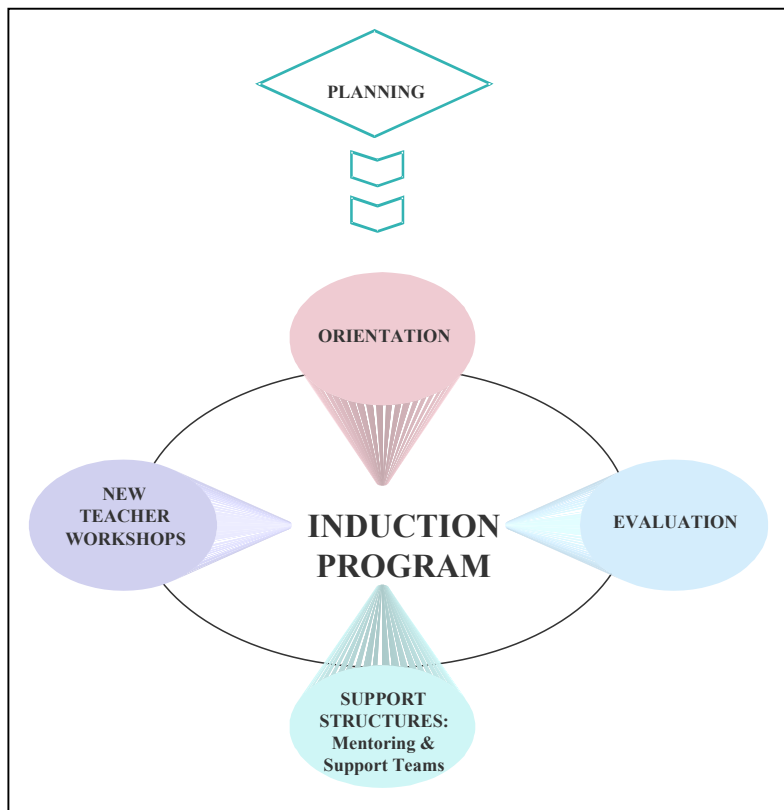 PLANNING
ORIENTATION
NEW
TEACHER
WORKSHOPS
INDUCTION
PROGRAM
EVALUATION
SUPPORT
STRUCTURES:
Mentoring &
Support Teams